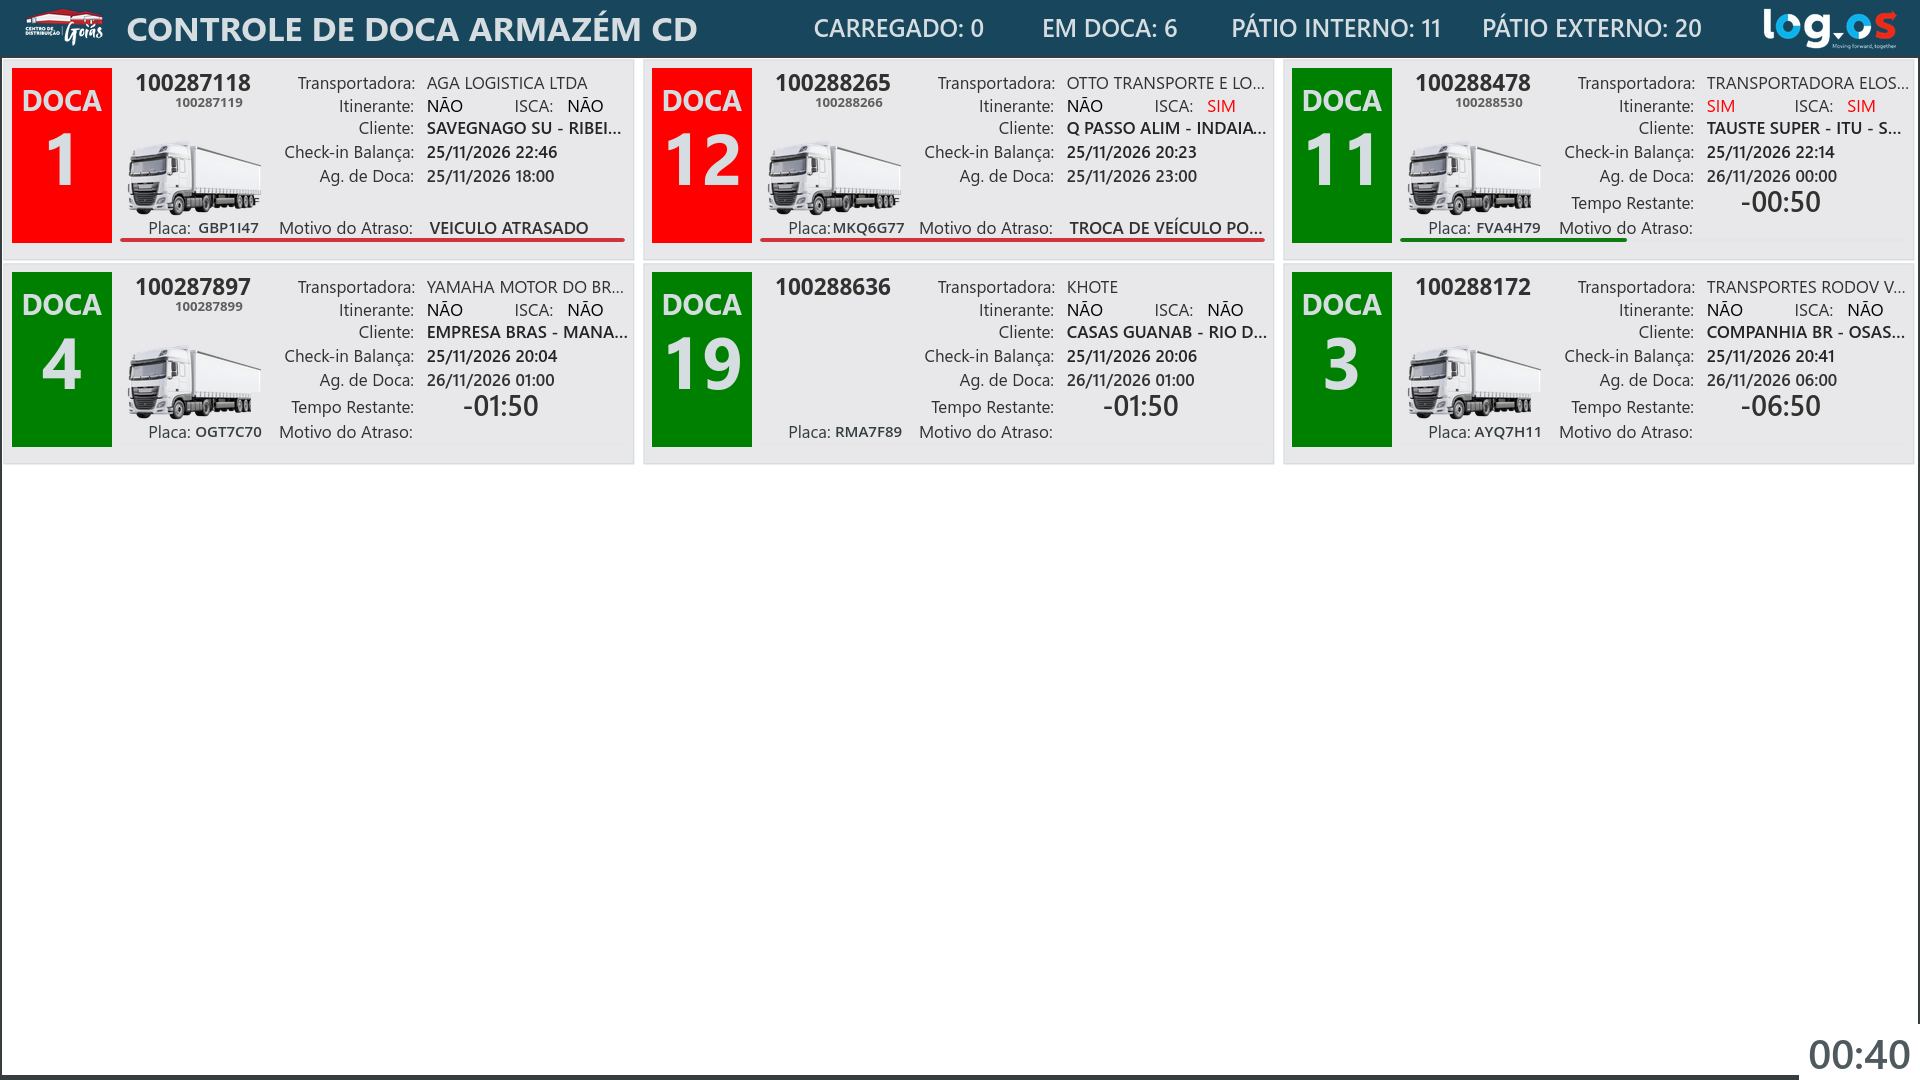 CENTRO DE DISTRIBUIÇÃO Goiás
CONTROLE DE DOCA ARMAZÉM CD
CARREGADO: 0
EM DOCA: 6
PÁTIO INTERNO: 11
PÁTIO EXTERNO: 20
log.os
Moving forward, together
DOCA
1
100287118
100287119
Transportadora: AGA LOGISTICA LTDA
Itinerante: NÃO ISCA: NÃO
Cliente: SAVEGNAGO SU - RIBEI...
Check-in Balança: 25/11/2026 22:46
Ag. de Doca: 25/11/2026 18:00
Placa: GBP1I47 Motivo do Atraso: VEICULO ATRASADO
DOCA
12
100288265
100288266
Transportadora: OTTO TRANSPORTE E LO...
Itinerante: NÃO ISCA: SIM
Cliente: Q PASSO ALIM - INDAIA...
Check-in Balança: 25/11/2026 20:23
Ag. de Doca: 25/11/2026 23:00
Placa: MKQ6G77 Motivo do Atraso: TROCA DE VEÍCULO PO...
DOCA
11
100288478
100288530
Transportadora: TRANSPORTADORA ELOS...
Itinerante: SIM ISCA: SIM
Cliente: TAUSTE SUPER - ITU - S...
Check-in Balança: 25/11/2026 22:14
Ag. de Doca: 26/11/2026 00:00
Tempo Restante: -00:50
Placa: FVA4H79 Motivo do Atraso:
DOCA
4
100287897
100287899
Transportadora: YAMAHA MOTOR DO BR...
Itinerante: NÃO ISCA: NÃO
Cliente: EMPRESA BRAS - MANA...
Check-in Balança: 25/11/2026 20:04
Ag. de Doca: 26/11/2026 01:00
Tempo Restante: -01:50
Placa: OGT7C70 Motivo do Atraso:
DOCA
19
100288636
Transportadora: KHOTE
Itinerante: NÃO ISCA: NÃO
Cliente: CASAS GUANAB - RIO D...
Check-in Balança: 25/11/2026 20:06
Ag. de Doca: 26/11/2026 01:00
Tempo Restante: -01:50
Placa: RMA7F89 Motivo do Atraso:
DOCA
3
100288172
Transportadora: TRANSPORTES RODOV V...
Itinerante: NÃO ISCA: NÃO
Cliente: COMPANHIA BR - OSAS...
Check-in Balança: 25/11/2026 20:41
Ag. de Doca: 26/11/2026 06:00
Tempo Restante: -06:50
Placa: AYQ7H11 Motivo do Atraso:
00:40